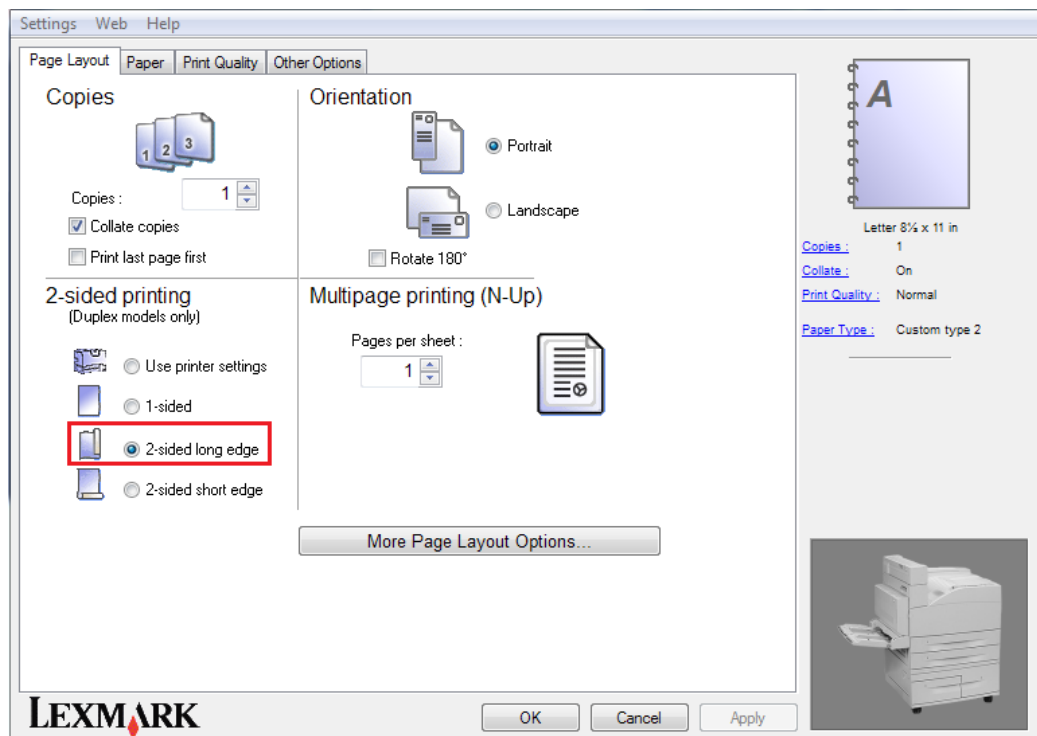 Settings Web Help
Page Layout Paper Print Quality Other Options
Copies
1 2 3
Copies :
1
Collate copies
Print last page first
Orientation
Portrait
Landscape
Rotate 180°
2-sided printing
(Duplex models only)
Use printer settings
1-sided
2-sided long edge
2-sided short edge
Multipage printing (N-Up)
Pages per sheet :
1
More Page Layout Options...
A
Letter 8½ x 11 in
Copies : 1
Collate : On
Print Quality : Normal
Paper Type : Custom type 2
LEXMARK
OK Cancel Apply